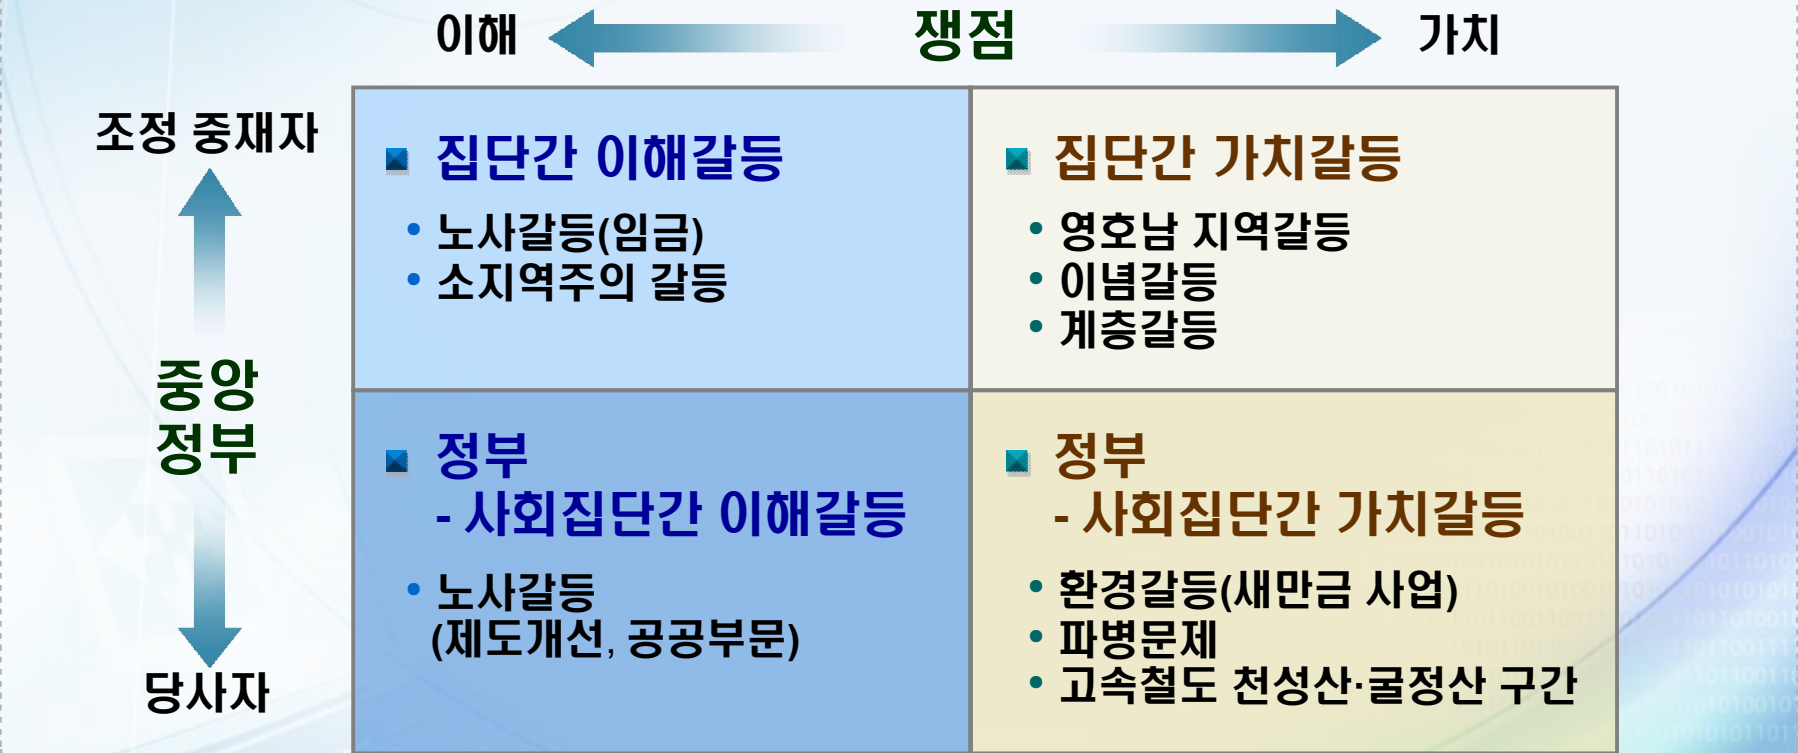 이해 쟁점 가치
조정 중재자
집단간 이해갈등
노사갈등(임금)
소지역주의 갈등
집단간 가치갈등
영호남 지역갈등
이념갈등
계층갈등
중앙
정부
정부
- 사회집단간 이해갈등
노사갈등
(제도개선, 공공부문)
정부
- 사회집단간 가치갈등
환경갈등(새만금 사업)
파병문제
고속철도 천성산·굴정산 구간
당사자